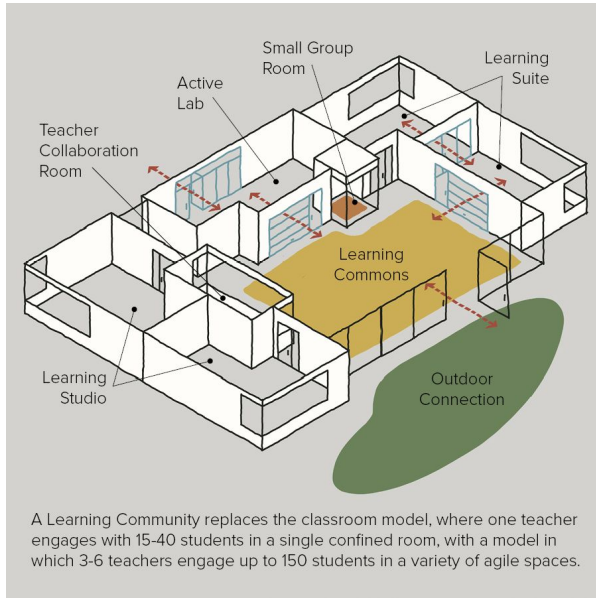 Small Group
Room
Learning
Suite
Active
Lab
Teacher
Collaboration
Room
Learning
Commons
Learning
Studio
Outdoor
Connection
A Learning Community replaces the classroom model, where one teacher
engages with 15-40 students in a single confined room, with a model in
which 3-6 teachers engage up to 150 students in a variety of agile spaces.